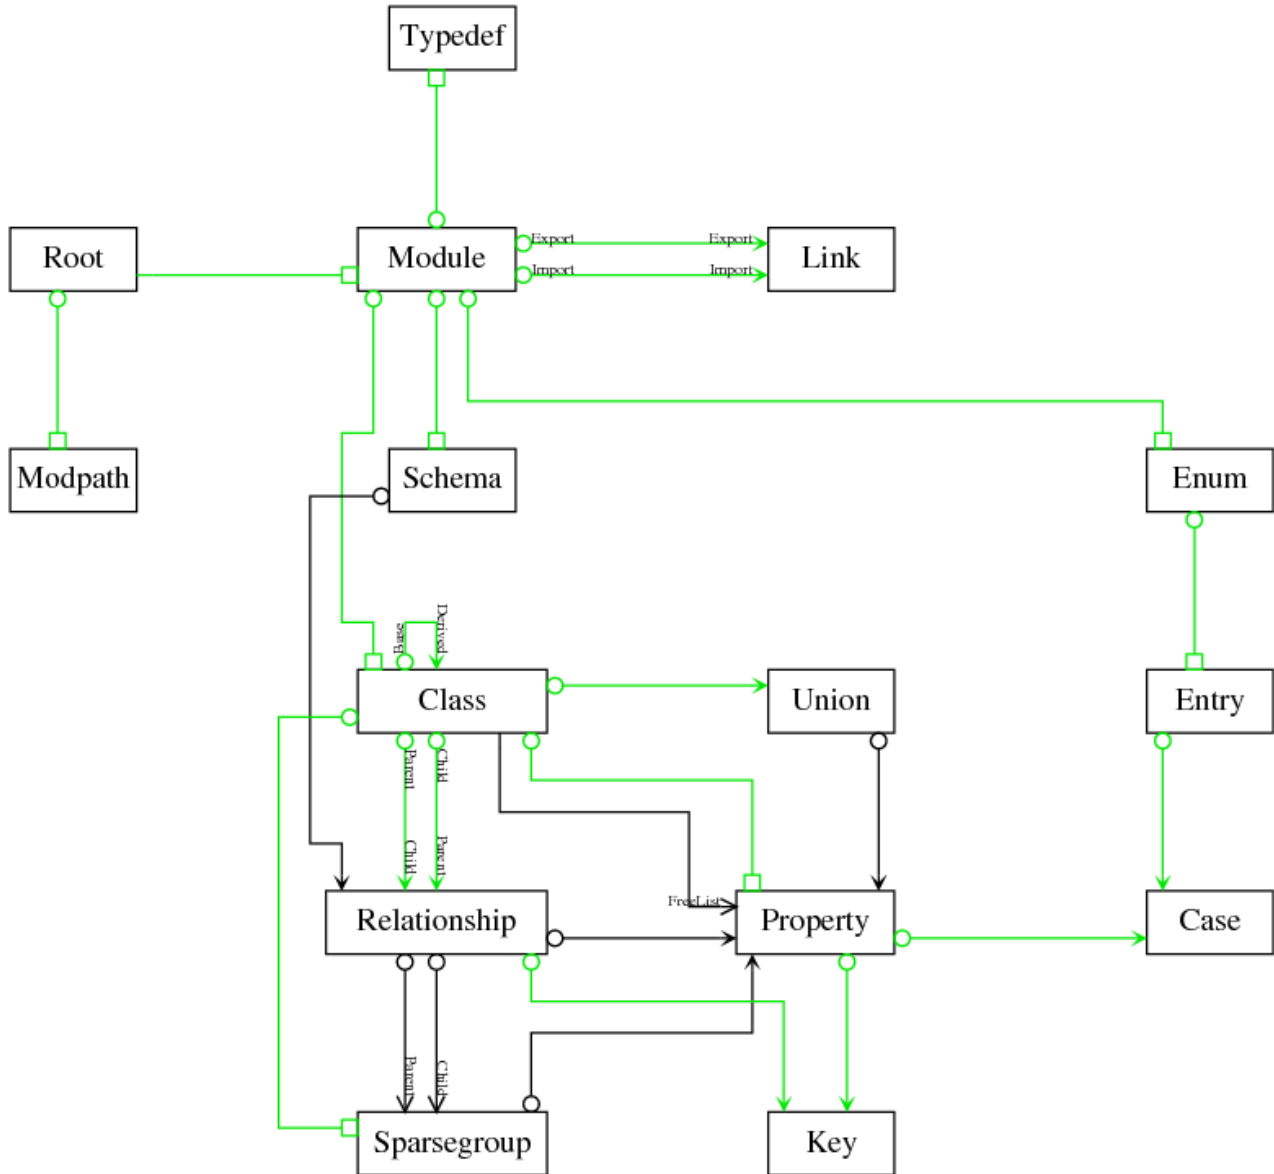 Typedef
Root
Module
Export
Export
Import
Import
Link
Modpath
Schema
Enum
Base
Derived
Class
Union
Entry
Parent
Child
Child
Parent
FreeList
Relationship
Property
Case
Parent
Child
Sparsegroup
Key